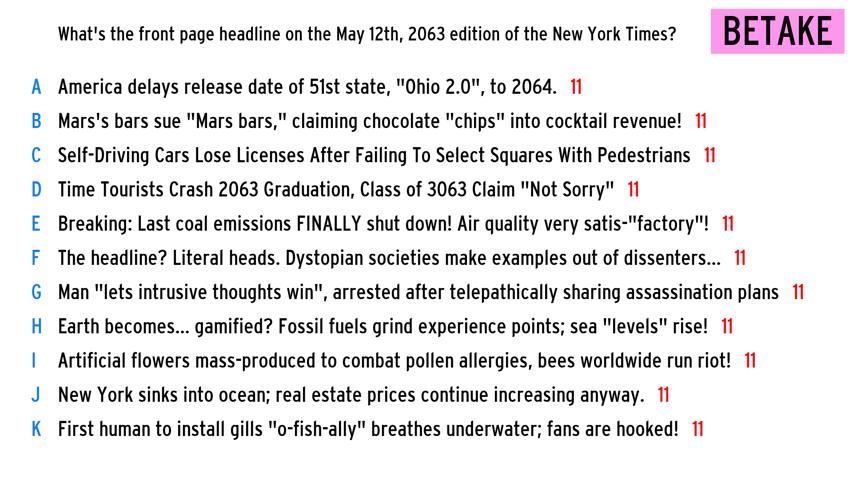 What's the front page headline on the May 12th, 2063 edition of the New York Times?
BETAKE
A America delays release date of 51st state, "Ohio 2.0", to 2064. 11
B Mars's bars sue "Mars bars," claiming chocolate "chips" into cocktail revenue! 11
C Self-Driving Cars Lose Licenses After Failing To Select Squares With Pedestrians 11
D Time Tourists Crash 2063 Graduation, Class of 3063 Claim "Not Sorry" 11
E Breaking: Last coal emissions FINALLY shut down! Air quality very satis-"factory"! 11
F The headline? Literal heads. Dystopian societies make examples out of dissenters... 11
G Man "lets intrusive thoughts win", arrested after telepathically sharing assassination plans 11
H Earth becomes... gamified? Fossil fuels grind experience points; sea "levels" rise! 11
I Artificial flowers mass-produced to combat pollen allergies, bees worldwide run riot! 11
J New York sinks into ocean; real estate prices continue increasing anyway. 11
K First human to install gills "o-fish-ally" breathes underwater; fans are hooked! 11